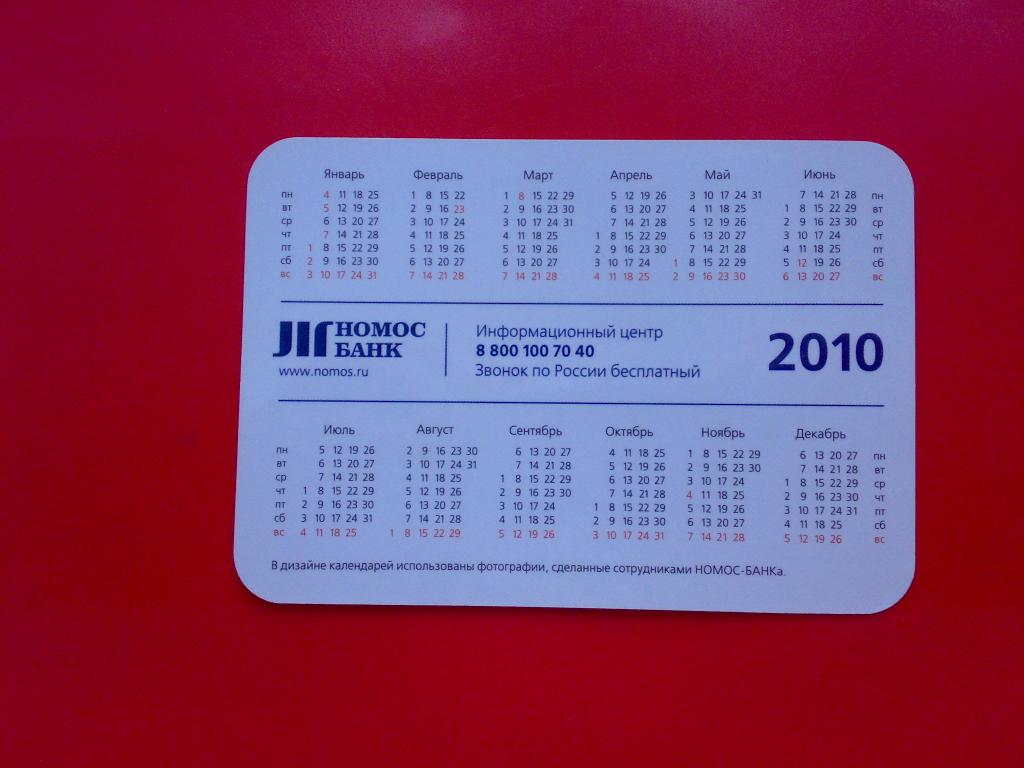 Январь Февраль Март Апрель Май Июнь
пн 4 11 18 25 1 8 15 22 1 8 15 22 29 5 12 19 26 3 10 17 24 31 7 14 21 28 пн
вт 5 12 19 26 2 9 16 23 2 9 16 23 30 6 13 20 27 4 11 18 25 1 8 15 22 29 вт
ср 6 13 20 27 3 10 17 24 3 10 17 24 31 7 14 21 28 5 12 19 26 2 9 16 23 30 ср
чт 7 14 21 28 4 11 18 25 4 11 18 25 1 8 15 22 29 6 13 20 27 3 10 17 24 чт
пт 1 8 15 22 29 5 12 19 26 5 12 19 26 2 9 16 23 30 7 14 21 28 4 11 18 25 пт
сб 2 9 16 23 30 6 13 20 27 6 13 20 27 3 10 17 24 1 8 15 22 29 5 12 19 26 сб
вс 3 10 17 24 31 7 14 21 28 7 14 21 28 4 11 18 25 2 9 16 23 30 6 13 20 27 вс
НОМОС
БАНК
www.nomos.ru
Информационный центр
8 800 100 70 40
Звонок по России бесплатный
2010
Июль Август Сентябрь Октябрь Ноябрь Декабрь
пн 5 12 19 26 2 9 16 23 30 6 13 20 27 4 11 18 25 1 8 15 22 29 6 13 20 27 пн
вт 6 13 20 27 3 10 17 24 31 7 14 21 28 5 12 19 26 2 9 16 23 30 7 14 21 28 вт
ср 7 14 21 28 4 11 18 25 1 8 15 22 29 6 13 20 27 3 10 17 24 1 8 15 22 29 ср
чт 1 8 15 22 29 5 12 19 26 2 9 16 23 30 7 14 21 28 4 11 18 25 2 9 16 23 30 чт
пт 2 9 16 23 30 6 13 20 27 3 10 17 24 1 8 15 22 29 5 12 19 26 3 10 17 24 31 пт
сб 3 10 17 24 31 7 14 21 28 4 11 18 25 2 9 16 23 30 6 13 20 27 4 11 18 25 сб
вс 4 11 18 25 1 8 15 22 29 5 12 19 26 3 10 17 24 31 7 14 21 28 5 12 19 26 вс
В дизайне календарей использованы фотографии, сделанные сотрудниками НОМОС-БАНКа.